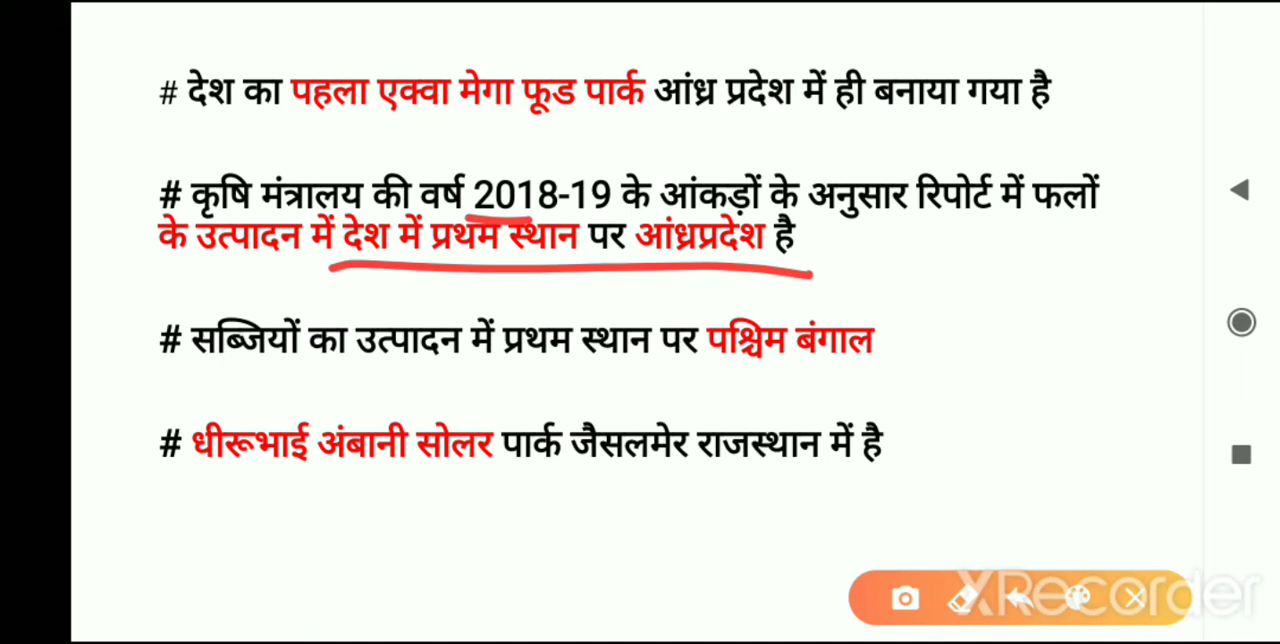 # देश का पहला एक्वा मेगा फूड पार्क आंध्र प्रदेश में ही बनाया गया है
# कृषि मंत्रालय की वर्ष 2018-19 के आंकड़ों के अनुसार रिपोर्ट में फलों
के उत्पादन में देश में प्रथम स्थान पर आंध्रप्रदेश है
# सब्जियों का उत्पादन में प्रथम स्थान पर पश्चिम बंगाल
# धीरूभाई अंबानी सोलर पार्क जैसलमेर राजस्थान में है
XRecorder